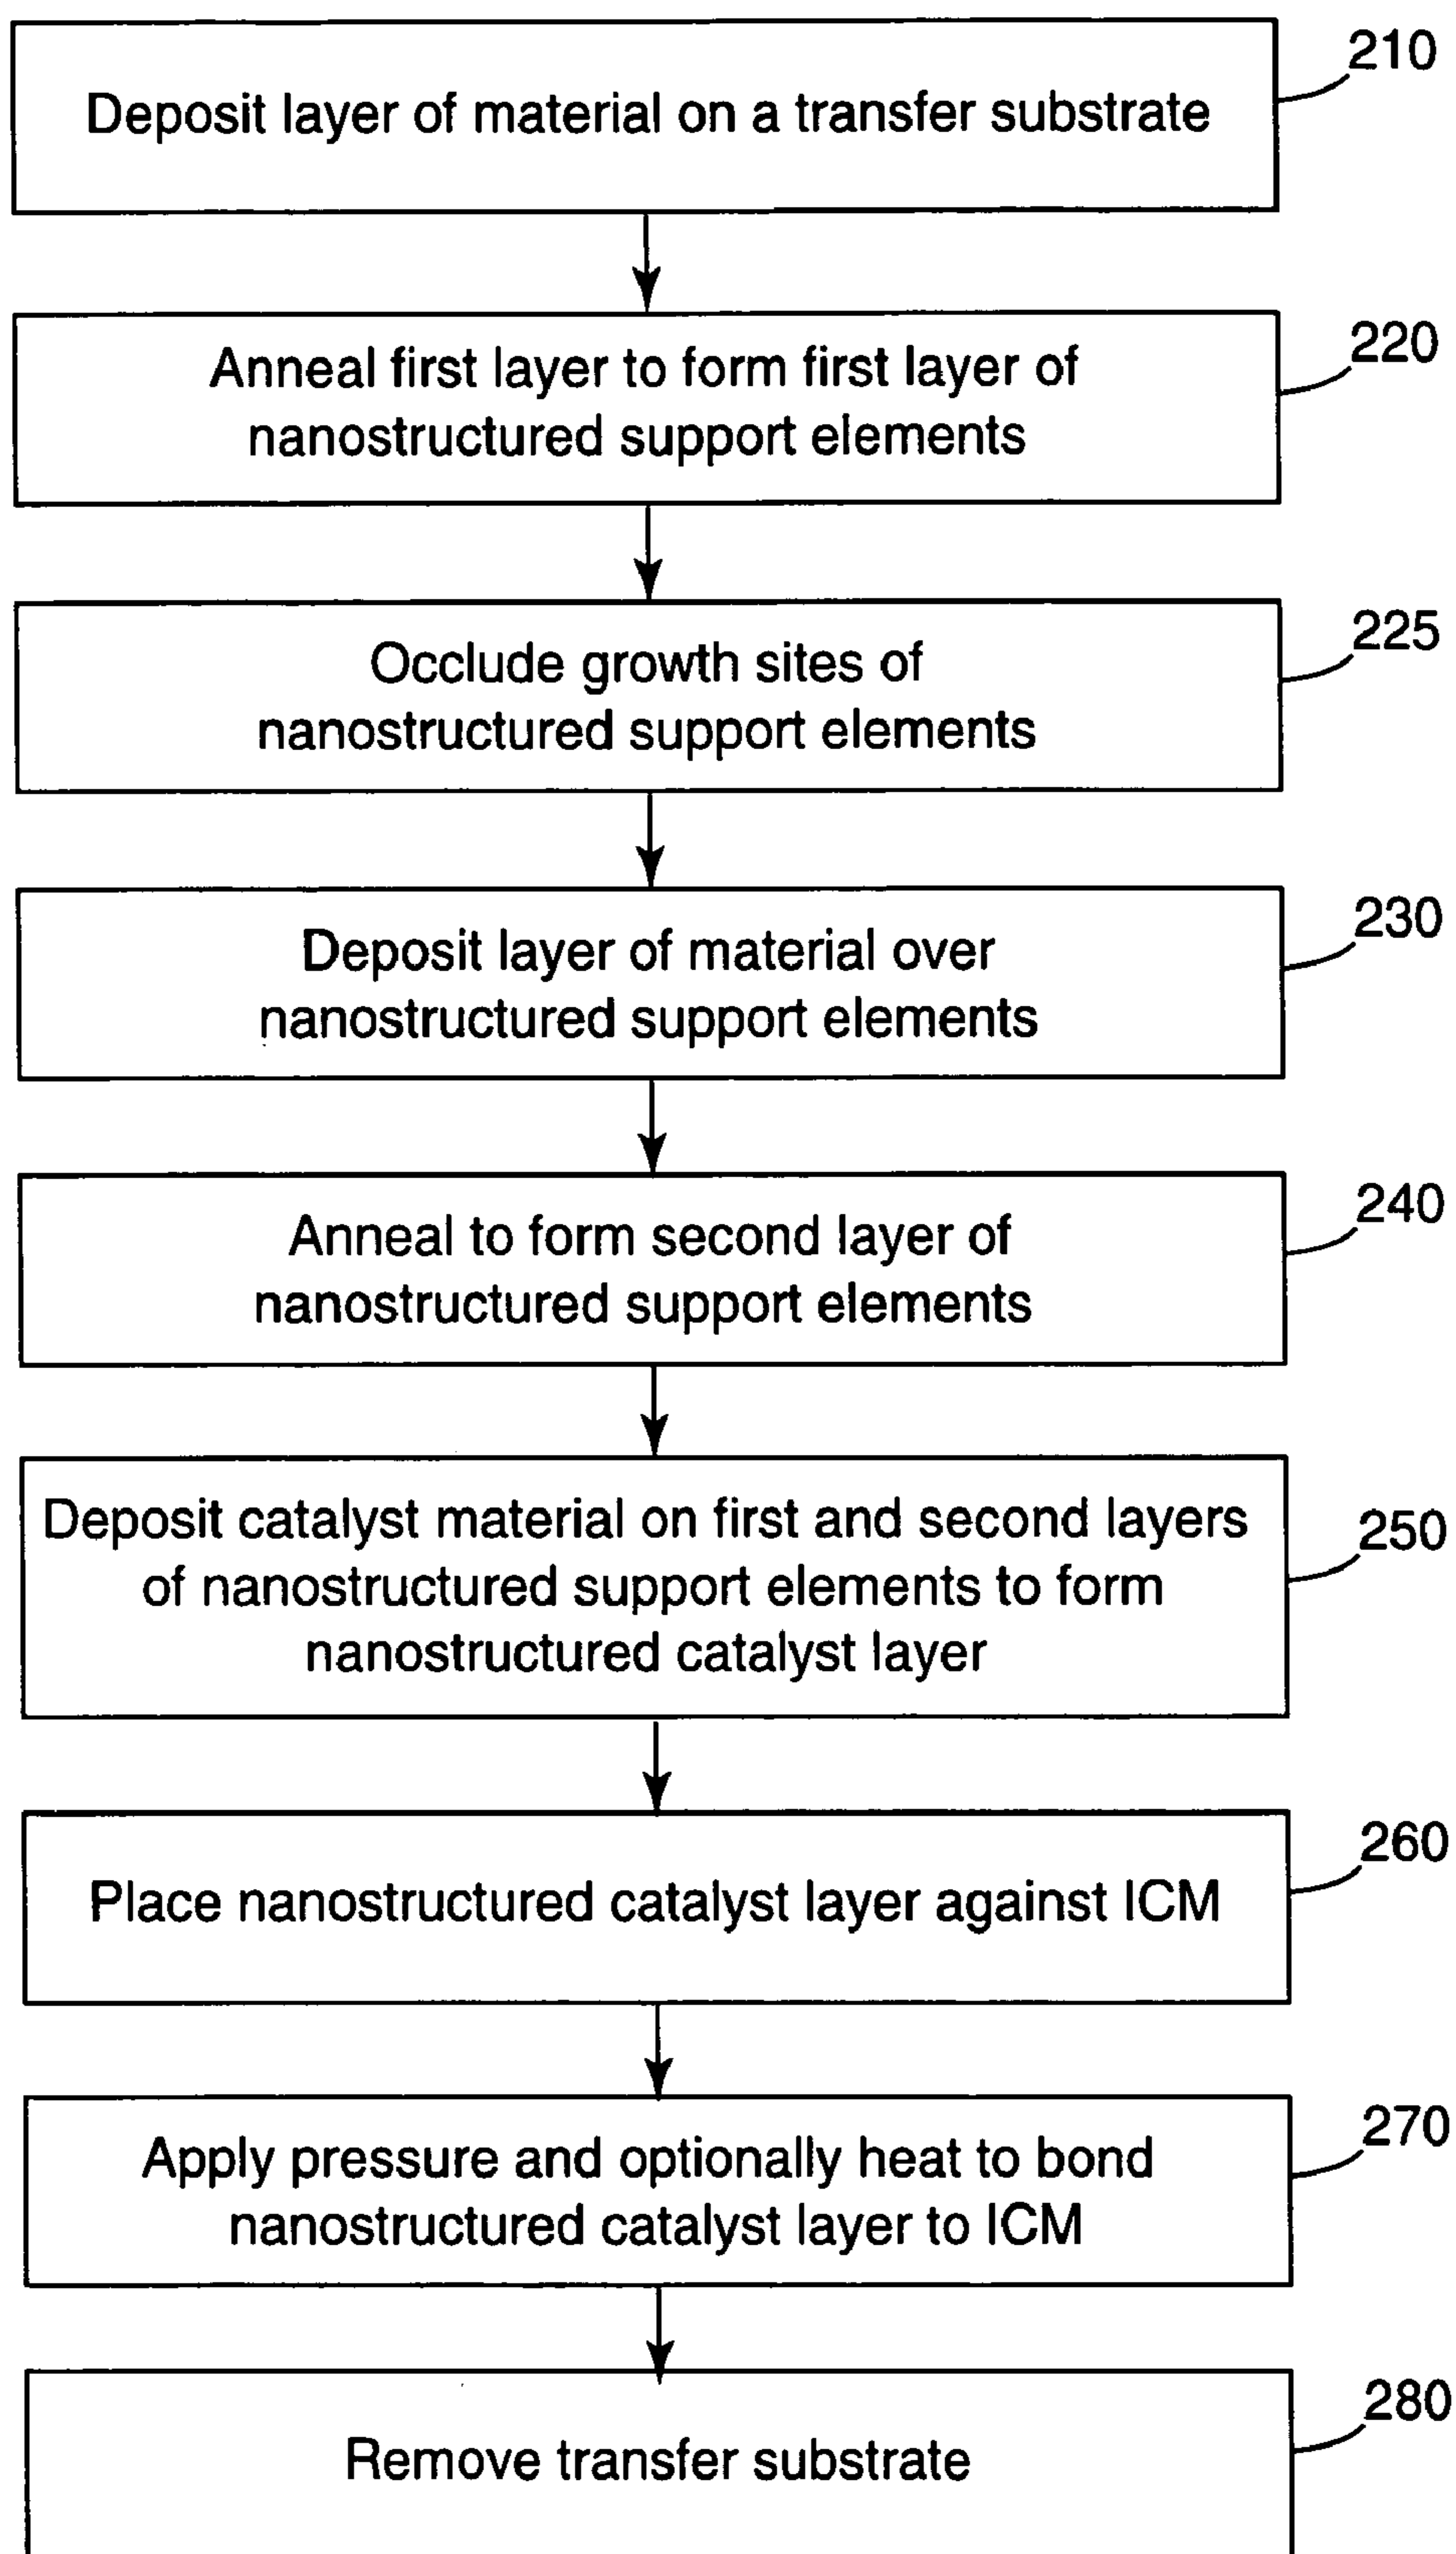 210
Deposit layer of material on a transfer substrate
220
Anneal first layer to form first layer of
nanostructured support elements
225
Occlude growth sites of
nanostructured support elements
230
Deposit layer of material over
nanostructured support elements
240
Anneal to form second layer of
nanostructured support elements
250
Deposit catalyst material on first and second layers
of nanostructured support elements to form
nanostructured catalyst layer
260
Place nanostructured catalyst layer against ICM
270
Apply pressure and optionally heat to bond
nanostructured catalyst layer to ICM
280
Remove transfer substrate